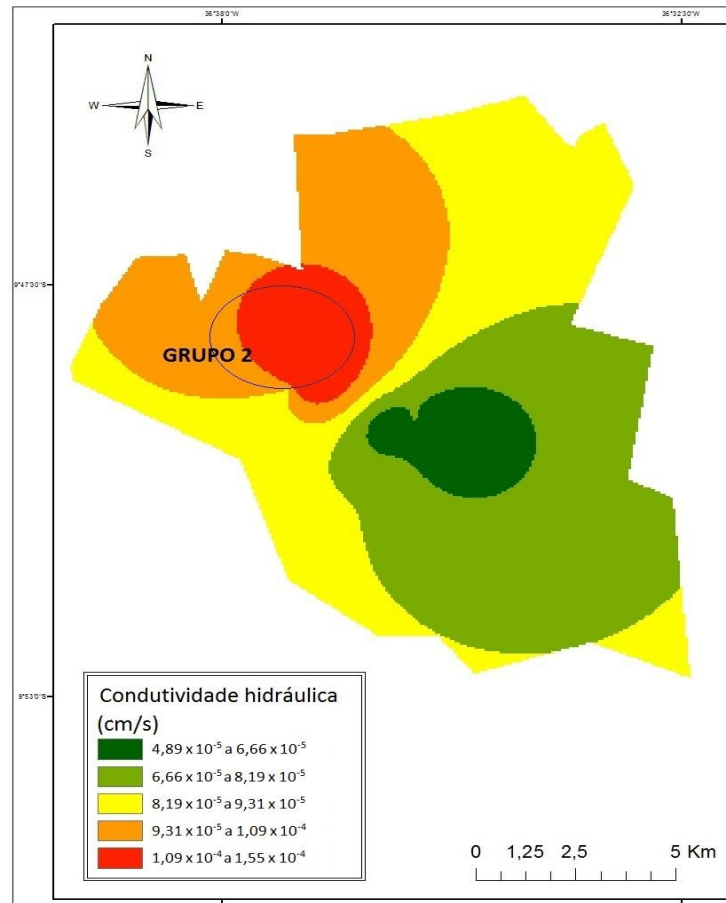 36°38'0"W 36°32'30"W
N
W E
S
9°47'30"S
GRUPO 2
9°53'0"S
Condutividade hidráulica
(cm/s)
4,89 x 10⁻⁵ a 6,66 x 10⁻⁵
6,66 x 10⁻⁵ a 8,19 x 10⁻⁵
8,19 x 10⁻⁵ a 9,31 x 10⁻⁵
9,31 x 10⁻⁵ a 1,09 x 10⁻⁴
1,09 x 10⁻⁴ a 1,55 x 10⁻⁴
0 1,25 2,5 5 Km